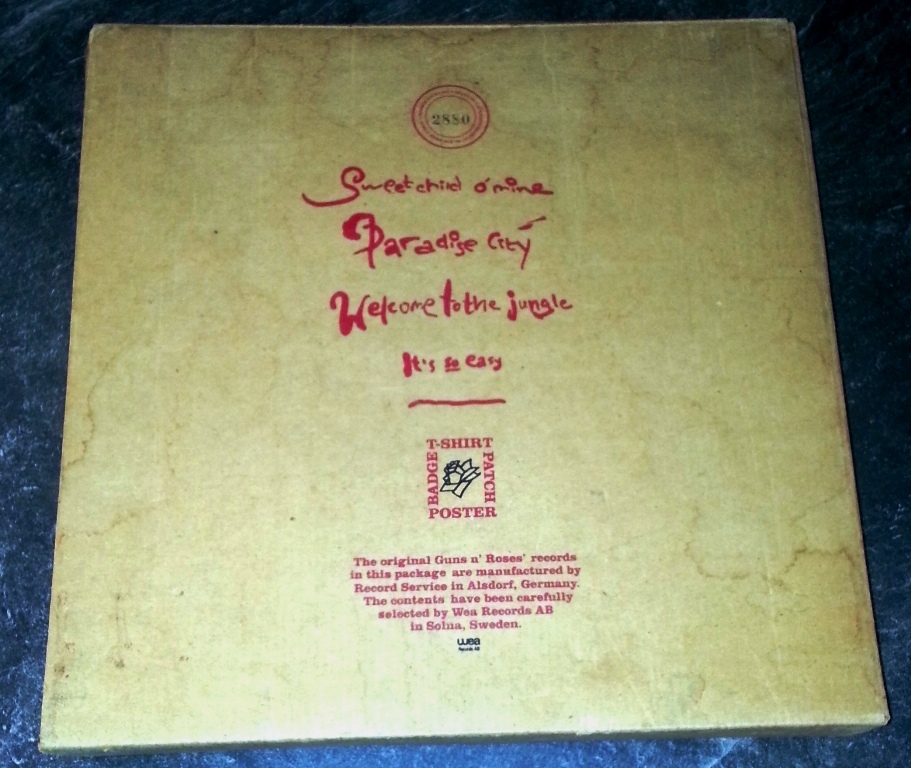 2880
Sweet child o' mine
Paradise City
Welcome to the jungle
It's so easy
T-SHIRT
BADGE
PATCH
POSTER
The original Guns n' Roses' records
in this package are manufactured by
Record Service in Alsdorf, Germany.
The contents have been carefully
selected by Wea Records AB
in Solna, Sweden.
wea
Records AB